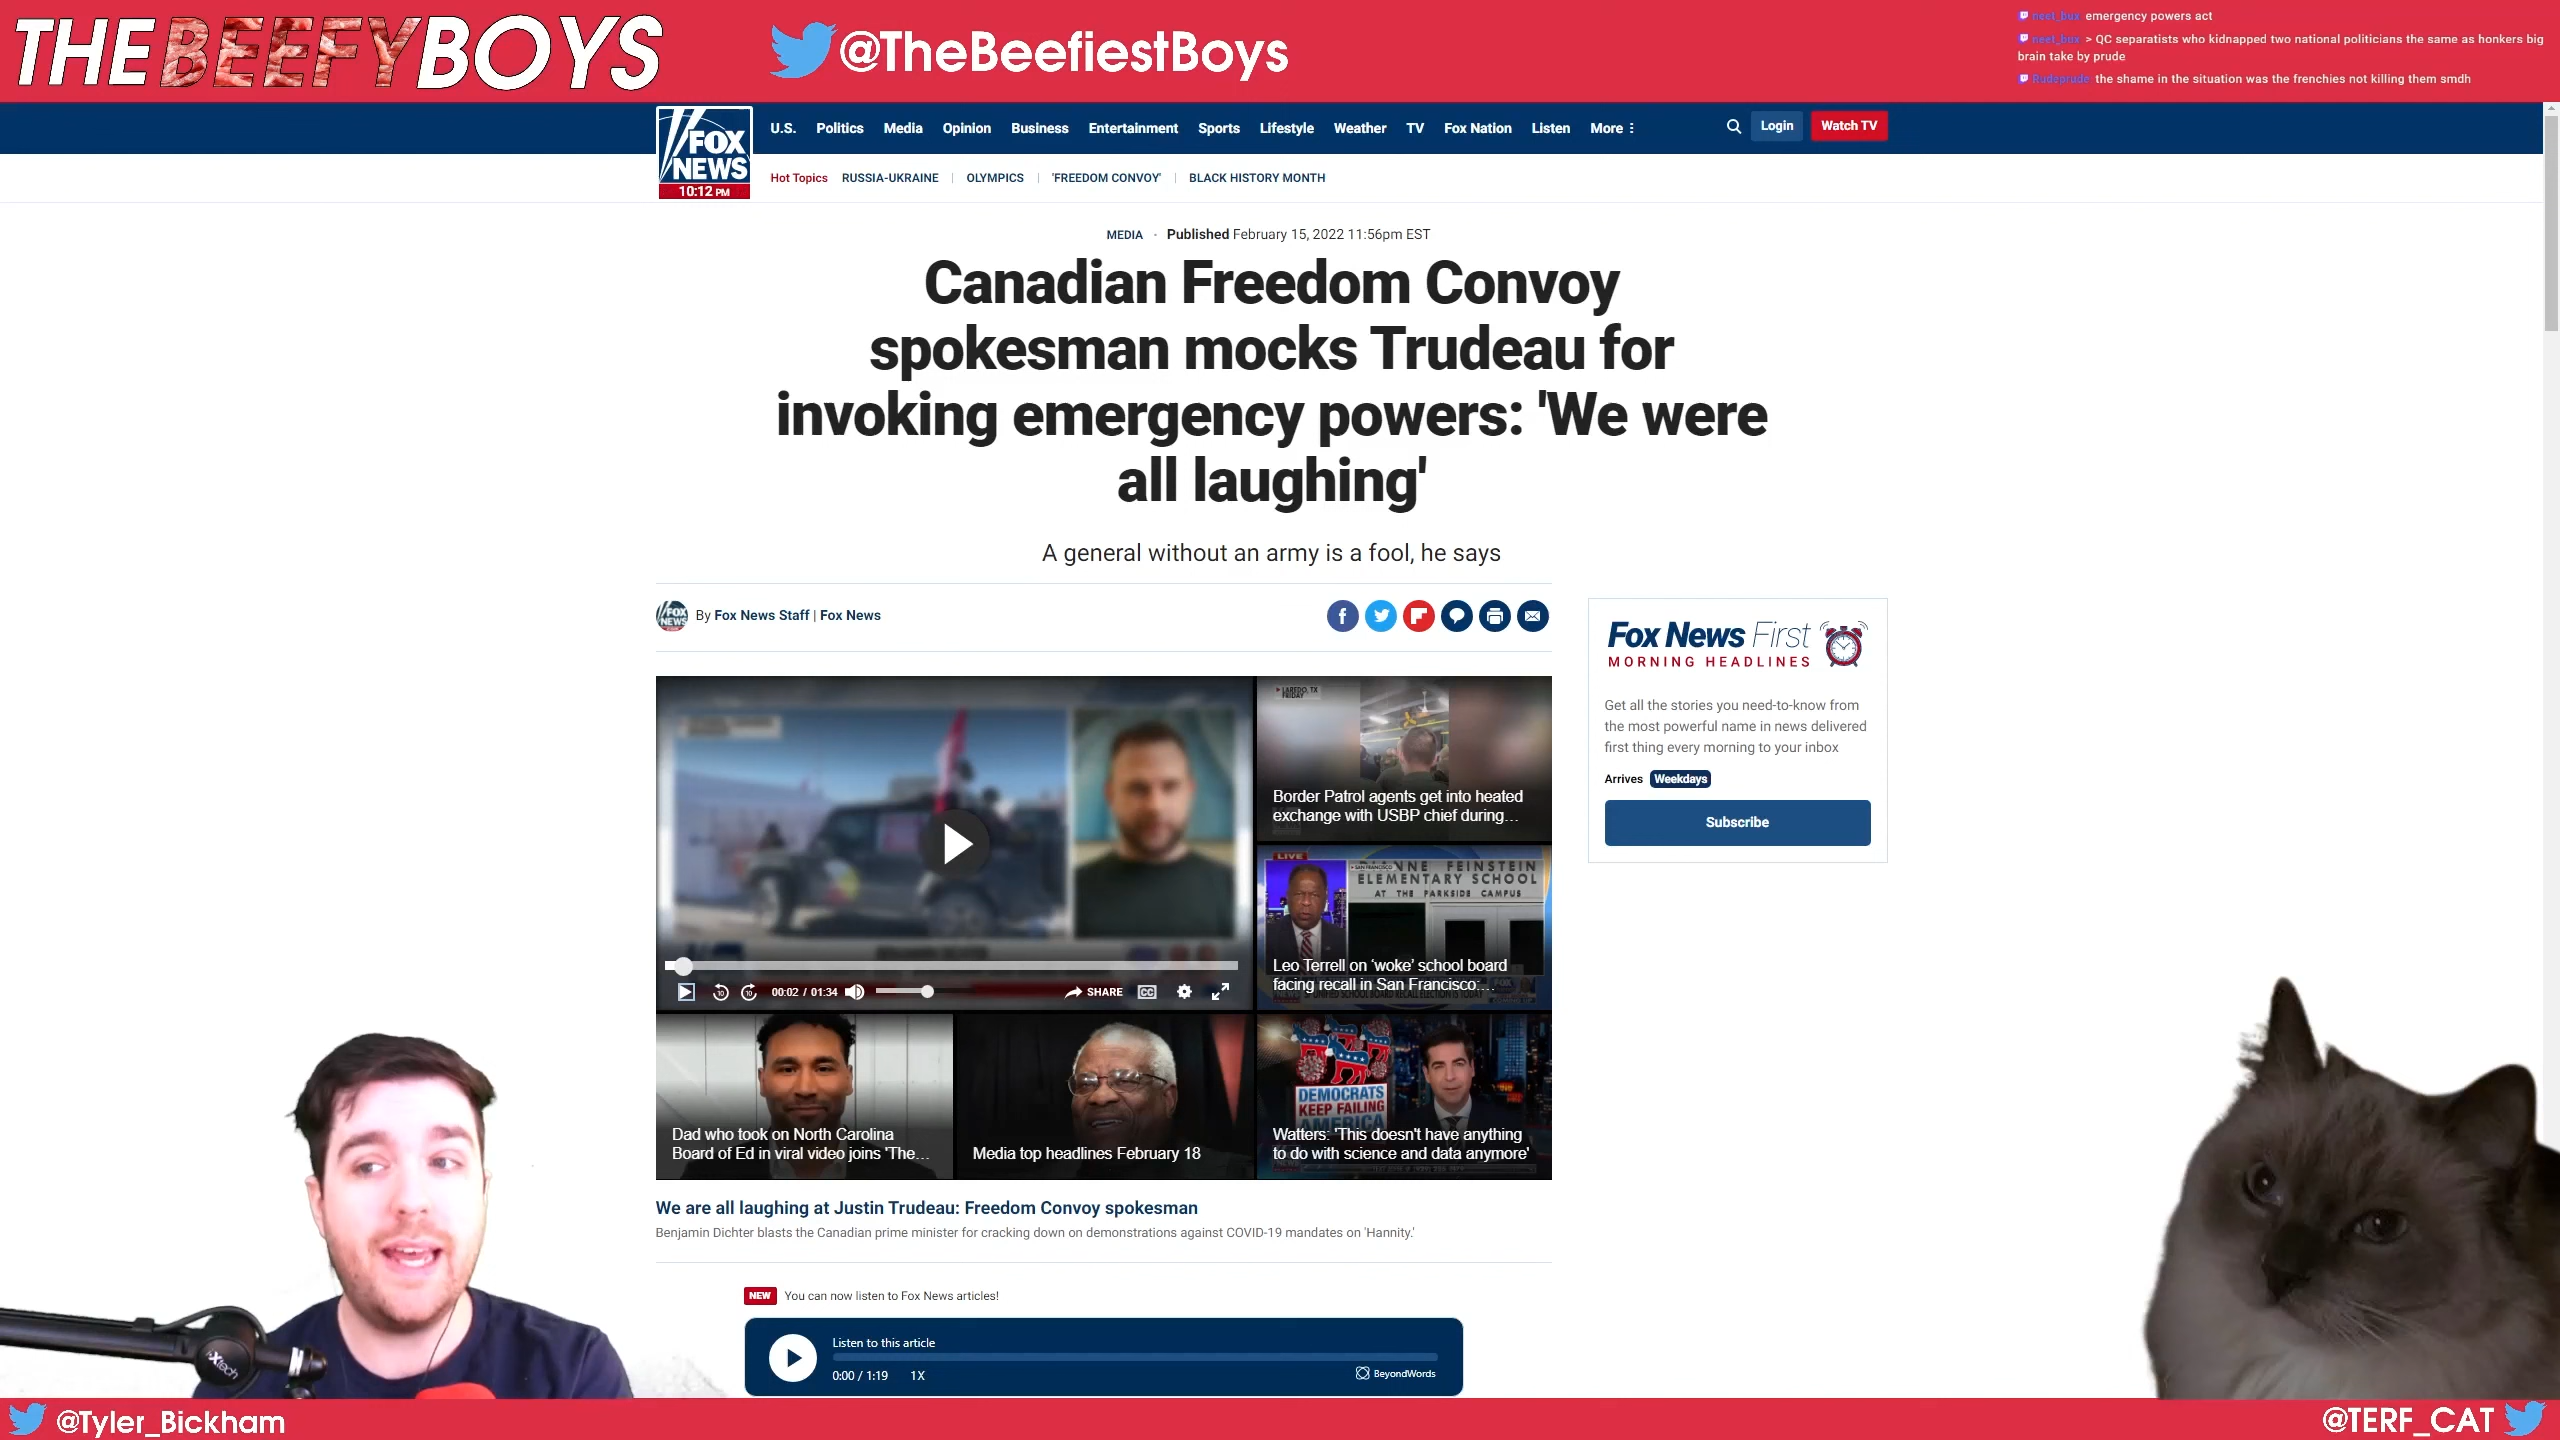 THE BEEFY BOYS
@TheBeefiestBoys
neet_bux emergency powers act
neet_bux > QC separatists who kidnapped two national politicians the same as honkers big
brain take by prude
Rudeprude the shame in the situation was the frenchies not killing them smdh
FOX
NEWS
10:12 PM
U.S. Politics Media Opinion Business Entertainment Sports Lifestyle Weather TV Fox Nation Listen More
Login
Watch TV
Hot Topics RUSSIA-UKRAINE OLYMPICS 'FREEDOM CONVOY' BLACK HISTORY MONTH
MEDIA · Published February 15, 2022 11:56pm EST
Canadian Freedom Convoy
spokesman mocks Trudeau for
invoking emergency powers: 'We were
all laughing'
A general without an army is a fool, he says
By Fox News Staff | Fox News
Fox News First
MORNING HEADLINES
Get all the stories you need-to-know from
the most powerful name in news delivered
first thing every morning to your inbox
Arrives Weekdays
Subscribe
LAREDO, TX
FRIDAY
Border Patrol agents get into heated
exchange with USBP chief during...
LIVE
SAN FRANCISCO
DIANNE FEINSTEIN
ELEMENTARY SCHOOL
AT THE PARKSIDE CAMPUS
Leo Terrell on 'woke' school board
facing recall in San Francisco:...
00:02 / 01:34
SHARE
CC
Dad who took on North Carolina
Board of Ed in viral video joins 'The...
Media top headlines February 18
DEMOCRATS
KEEP FAILING
AMERICA
Watters: 'This doesn't have anything
to do with science and data anymore'
We are all laughing at Justin Trudeau: Freedom Convoy spokesman
Benjamin Dichter blasts the Canadian prime minister for cracking down on demonstrations against COVID-19 mandates on 'Hannity.'
NEW You can now listen to Fox News articles!
Listen to this article
0:00 / 1:19 1X
BeyondWords
@Tyler_Bickham
@TERF_CAT